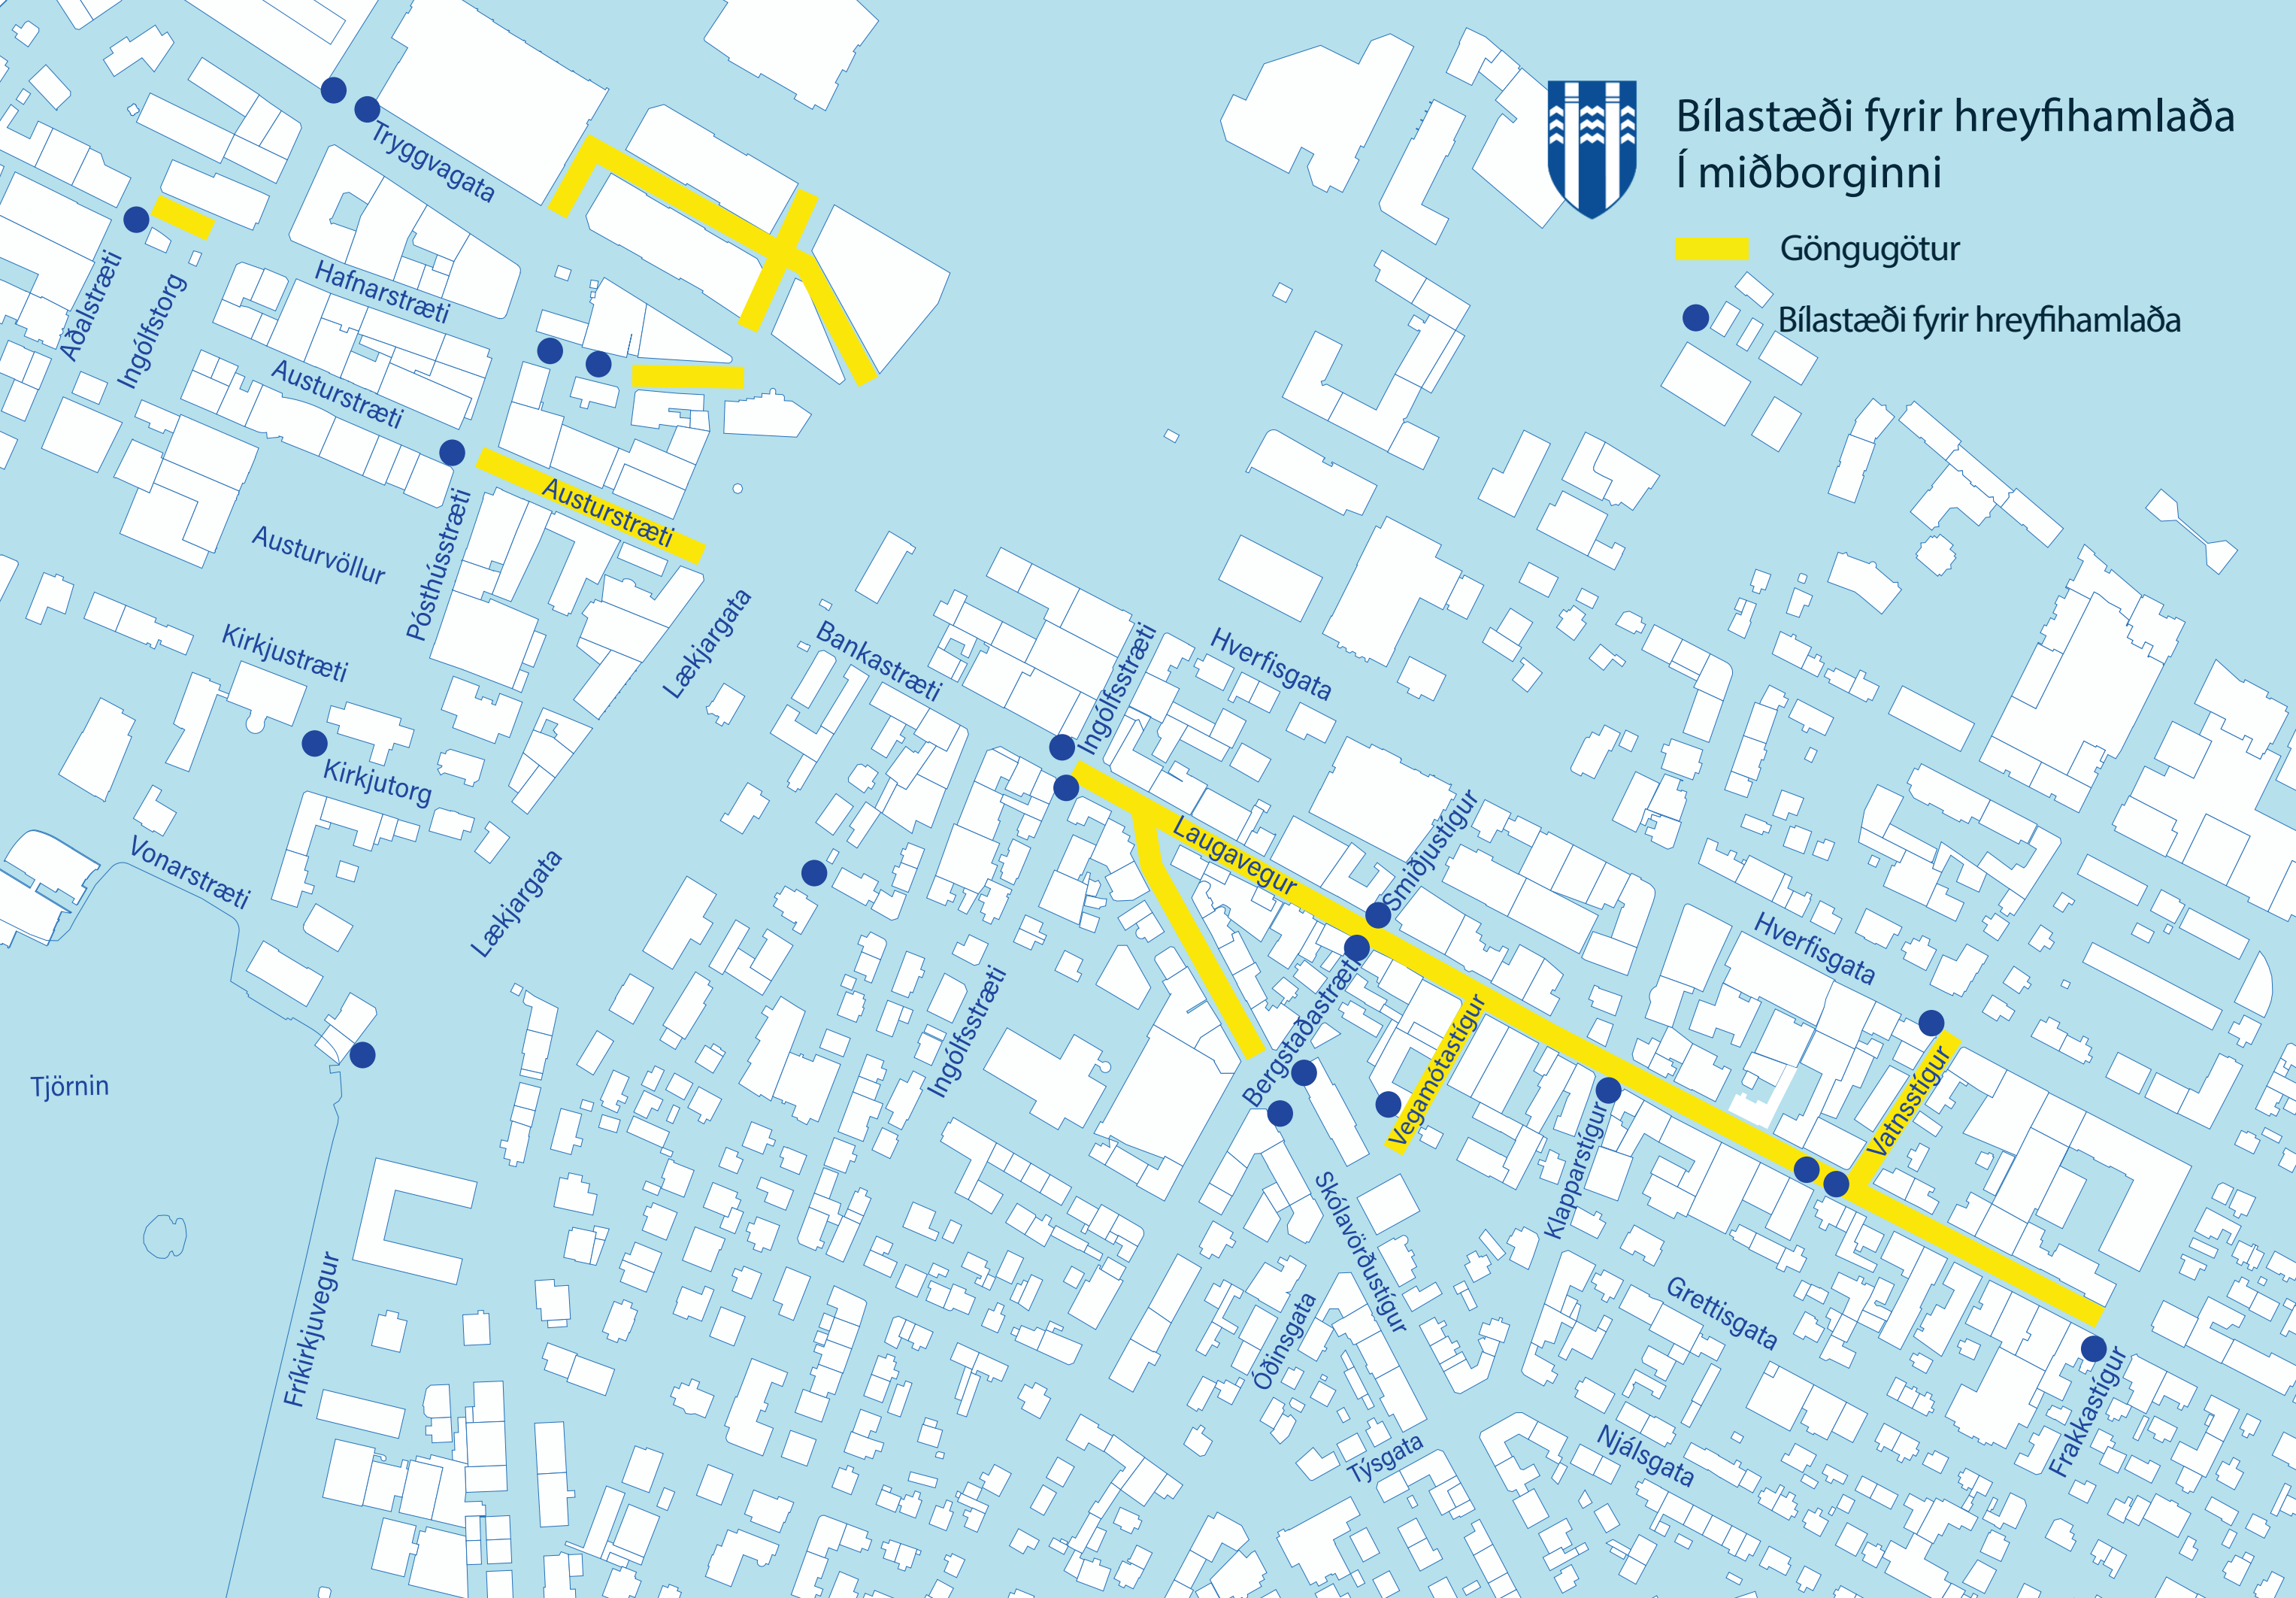 Bílastæði fyrir hreyfihamlaða
Í miðborginni
Göngugötur
Bílastæði fyrir hreyfihamlaða
Tryggvagata
Aðalstræti
Ingólfstorg
Hafnarstræti
Austurstræti
Austurstræti
Pósthússtræti
Austurvöllur
Kirkjustræti
Kirkjutorg
Vonarstræti
Lækjargata
Lækjargata
Bankastræti
Ingólfsstræti
Hverfisgata
Laugavegur
Smiðjustígur
Bergstaðastræti
Vegamótastígur
Hverfisgata
Vatnsstígur
Ingólfsstræti
Klapparstígur
Skólavörðustígur
Tjörnin
Fríkirkjuvegur
Óðinsgata
Grettisgata
Týsgata
Njálsgata
Frakkastígur